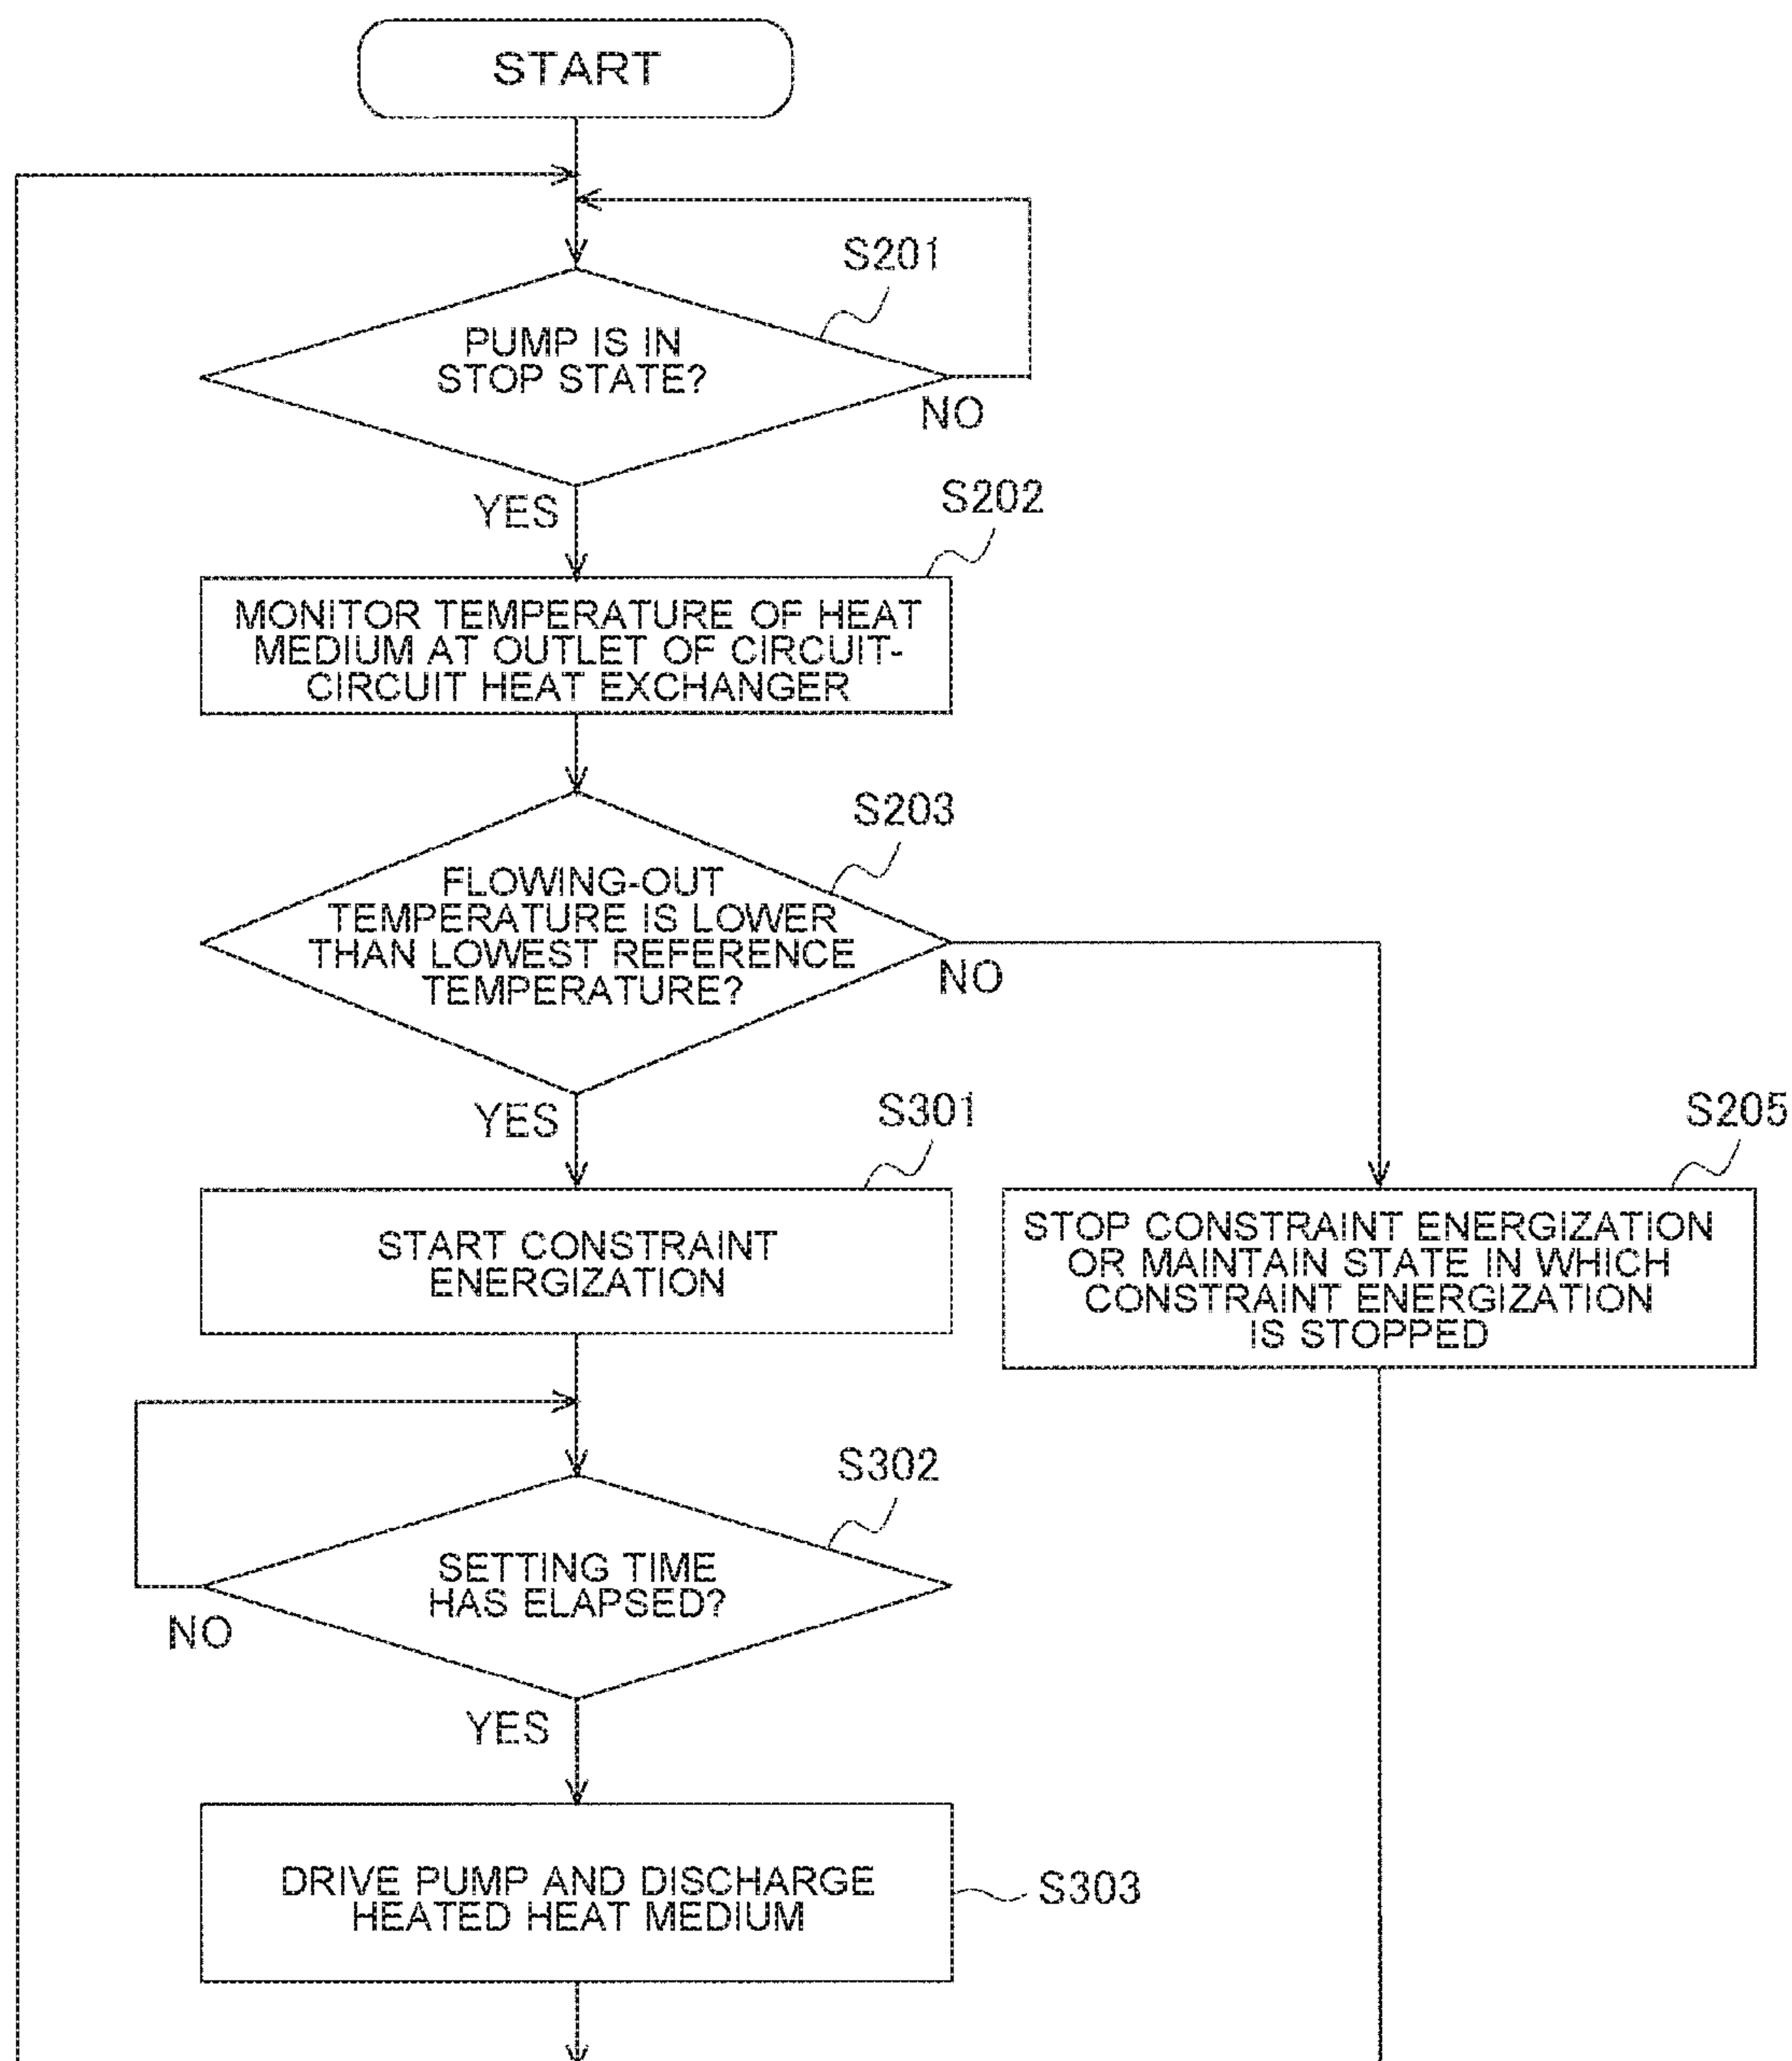 START
S201
PUMP IS IN
STOP STATE?
NO
YES
S202
MONITOR TEMPERATURE OF HEAT
MEDIUM AT OUTLET OF CIRCUIT-
CIRCUIT HEAT EXCHANGER
S203
FLOWING-OUT
TEMPERATURE IS LOWER
THAN LOWEST REFERENCE
TEMPERATURE?
NO
YES
S301
START CONSTRAINT
ENERGIZATION
S205
STOP CONSTRAINT ENERGIZATION
OR MAINTAIN STATE IN WHICH
CONSTRAINT ENERGIZATION
IS STOPPED
S302
SETTING TIME
HAS ELAPSED?
NO
YES
DRIVE PUMP AND DISCHARGE
HEATED HEAT MEDIUM
S303